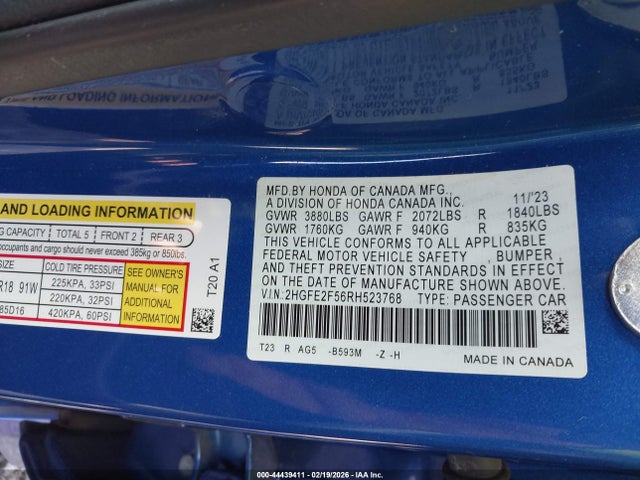 AND LOADING INFORMATION
G CAPACITY TOTAL 5 FRONT 2 REAR 3
occupants and cargo should never exceed 385kg or 850lbs.
COLD TIRE PRESSURE
R18 91W 225KPA, 33PSI
220KPA, 32PSI
85D16 420KPA, 60PSI
SEE OWNER'S
MANUAL FOR
ADDITIONAL
INFORMATION
T20 A1
MFD.BY HONDA OF CANADA MFG.,
A DIVISION OF HONDA CANADA INC. 11/'23
GVWR 3880LBS GAWR F 2072LBS R 1840LBS
GVWR 1760KG GAWR F 940KG R 835KG
THIS VEHICLE CONFORMS TO ALL APPLICABLE
FEDERAL MOTOR VEHICLE SAFETY , BUMPER ,
AND THEFT PREVENTION STANDARDS IN EFFECT
ON THE DATE OF MANUFACTURE SHOWN ABOVE.
V.I.N.:2HGFE2F56RH523768 TYPE: PASSENGER CAR
T23 R AG5 -B593M -Z -H
MADE IN CANADA
000-44439411 - 02/19/2026 - IAA Inc.